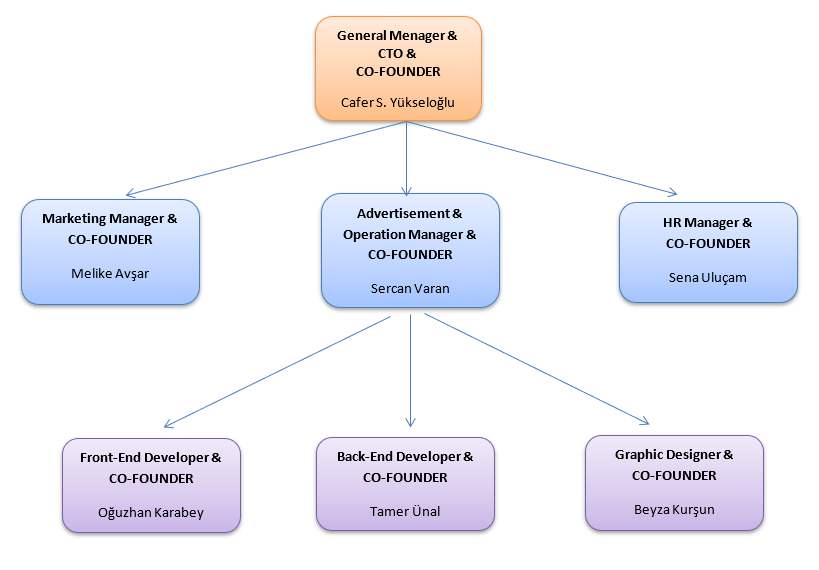 General Menager &
CTO &
CO-FOUNDER
Cafer S. Yükseloğlu
Marketing Manager &
CO-FOUNDER
Melike Avşar
Advertisement &
Operation Manager &
CO-FOUNDER
Sercan Varan
HR Manager &
CO-FOUNDER
Sena Uluçam
Front-End Developer &
CO-FOUNDER
Oğuzhan Karabey
Back-End Developer &
CO-FOUNDER
Tamer Ünal
Graphic Designer &
CO-FOUNDER
Beyza Kurşun